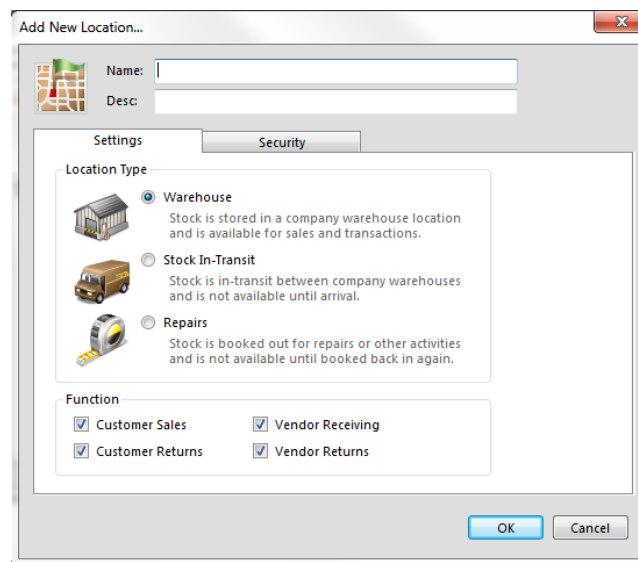 Add New Location...
Name:
Desc:
Settings
Security
Location Type
Warehouse
Stock is stored in a company warehouse location
and is available for sales and transactions.
Stock In-Transit
Stock is in-transit between company warehouses
and is not available until arrival.
Repairs
Stock is booked out for repairs or other activities
and is not available until booked back in again.
Function
Customer Sales
Vendor Receiving
Customer Returns
Vendor Returns
OK
Cancel